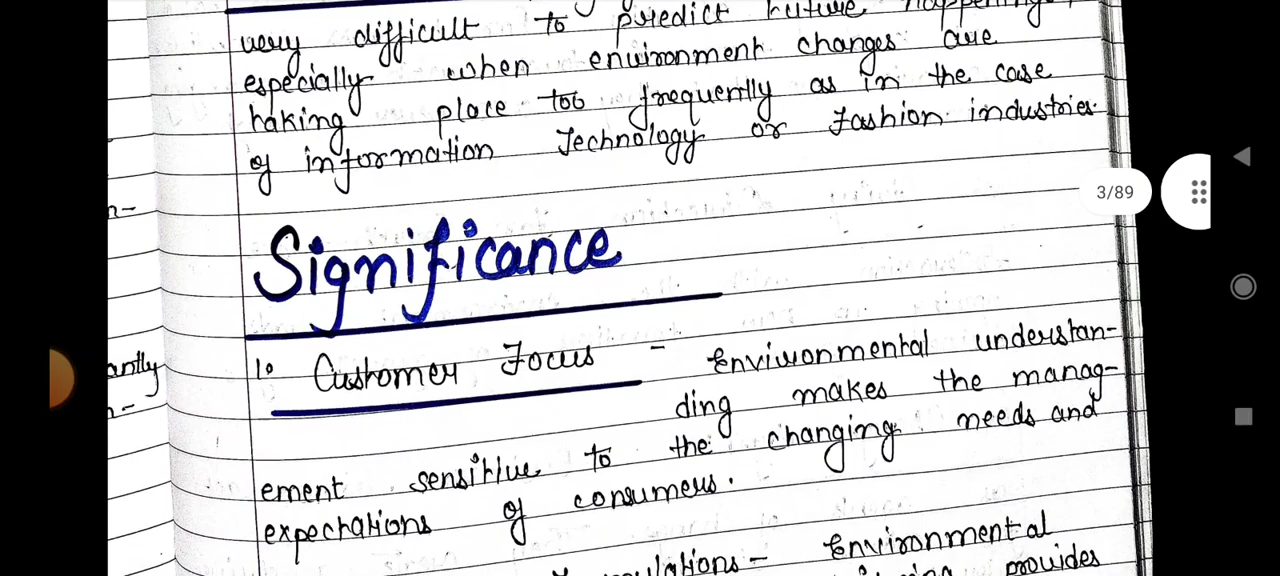 very difficult to predict future happenings,
especially when environment changes are
taking place too frequently as in the case
of information Technology or Fashion industries.
n-
3/89
Significance
antly
1. Customer Focus - Environmental understan-
ding makes the manag-
ement sensitive to the changing needs and
expectations of consumers.
Environmental
provides